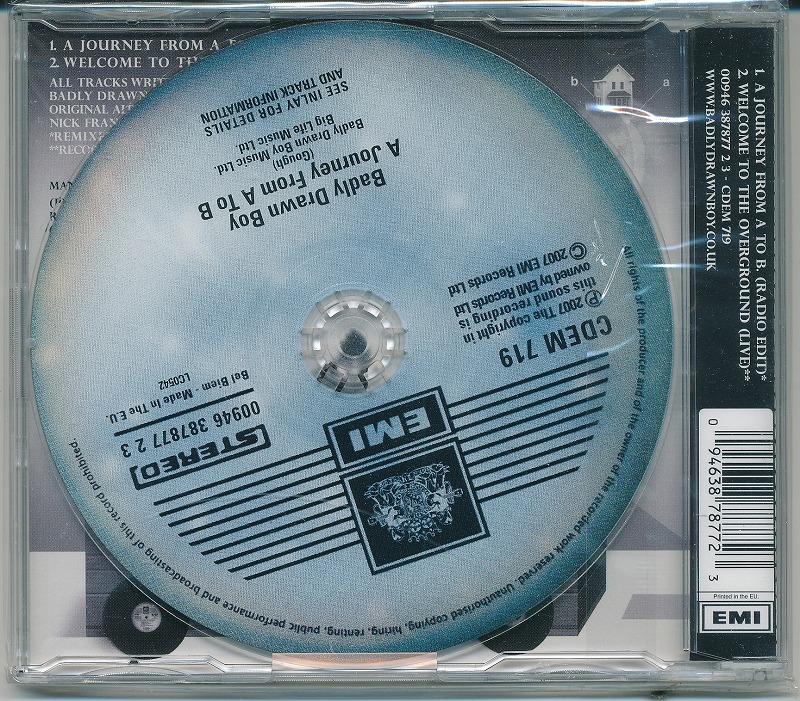 1. A JOURNEY FROM A T
2. WELCOME TO TH
ALL TRACKS WRIT
BADLY DRAWN
ORIGINAL
NICK FRAN
*REMIXE
**RECO
MAN
b
a
SEE INLAY FOR DETAILS
AND TRACK INFORMATION
Badly Drawn Boy
A Journey From A To B
(Gough)
Big Life Music Ltd.
Badly Drawn Boy Music Ltd.
CDEM 719
℗ 2007 The copyright in
this sound recording is
owned by EMI Records Ltd
© 2007 EMI Records Ltd
STEREO
00946 387877 2 3
Bel Biem - Made In The E.U.
LC0542
EMI
All rights of the producer and of the owner of the recorded work reserved. Unauthorised copying, hiring, renting, public performance and broadcasting of this record prohibited.
1. A JOURNEY FROM A TO B. (RADIO EDIT)*
2. WELCOME TO THE OVERGROUND (LIVE)**
00946 387877 2 3 - CDEM 719
WWW.BADLYDRAWNBOY.CO.UK
0 94638 78772 3
Printed in the EU.
EMI